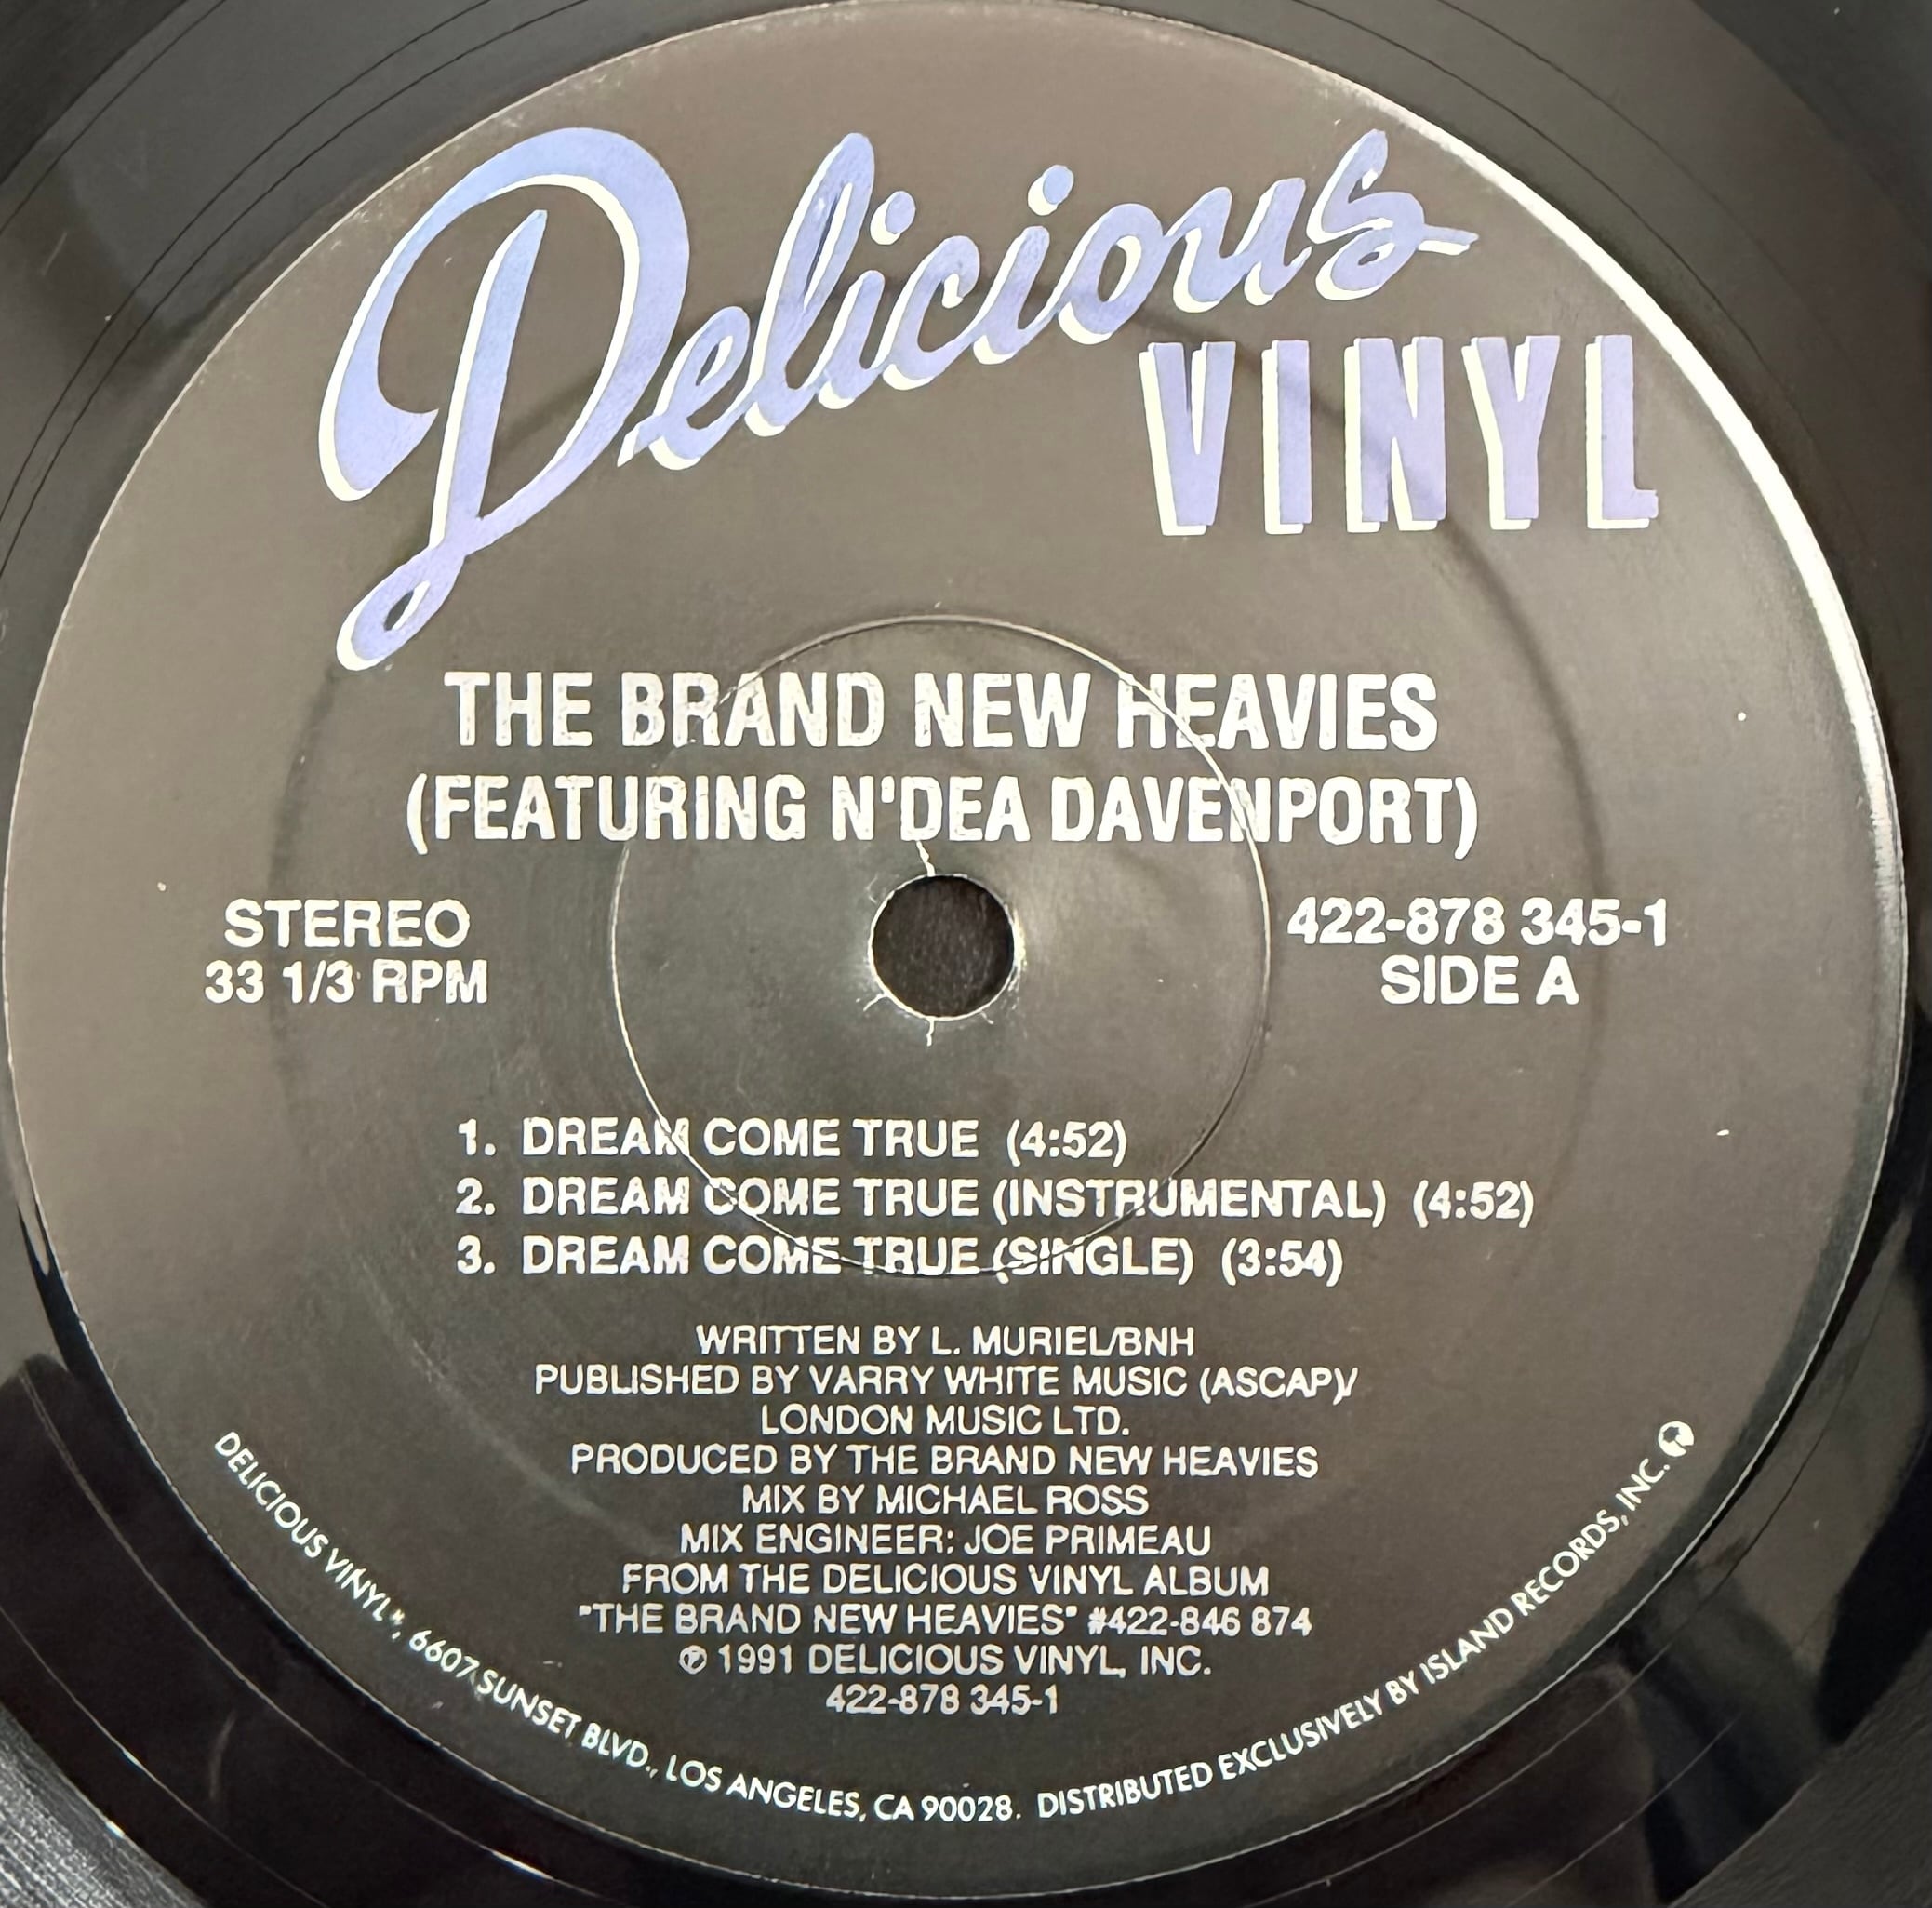 Delicious
VINYL
THE BRAND NEW HEAVIES
(FEATURING N'DEA DAVENPORT)
STEREO
33 1/3 RPM
422-878 345-1
SIDE A
1. DREAM COME TRUE (4:52)
2. DREAM COME TRUE (INSTRUMENTAL) (4:52)
3. DREAM COME TRUE (SINGLE) (3:54)
WRITTEN BY L. MURIEL/BNH
PUBLISHED BY VARRY WHITE MUSIC (ASCAP)/
LONDON MUSIC LTD.
PRODUCED BY THE BRAND NEW HEAVIES
MIX BY MICHAEL ROSS
MIX ENGINEER: JOE PRIMEAU
FROM THE DELICIOUS VINYL ALBUM
"THE BRAND NEW HEAVIES" #422-846 874
℗ 1991 DELICIOUS VINYL, INC.
422-878 345-1
DELICIOUS VINYL", 6607 SUNSET BLVD., LOS ANGELES, CA 90028. DISTRIBUTED EXCLUSIVELY BY ISLAND RECORDS, INC.